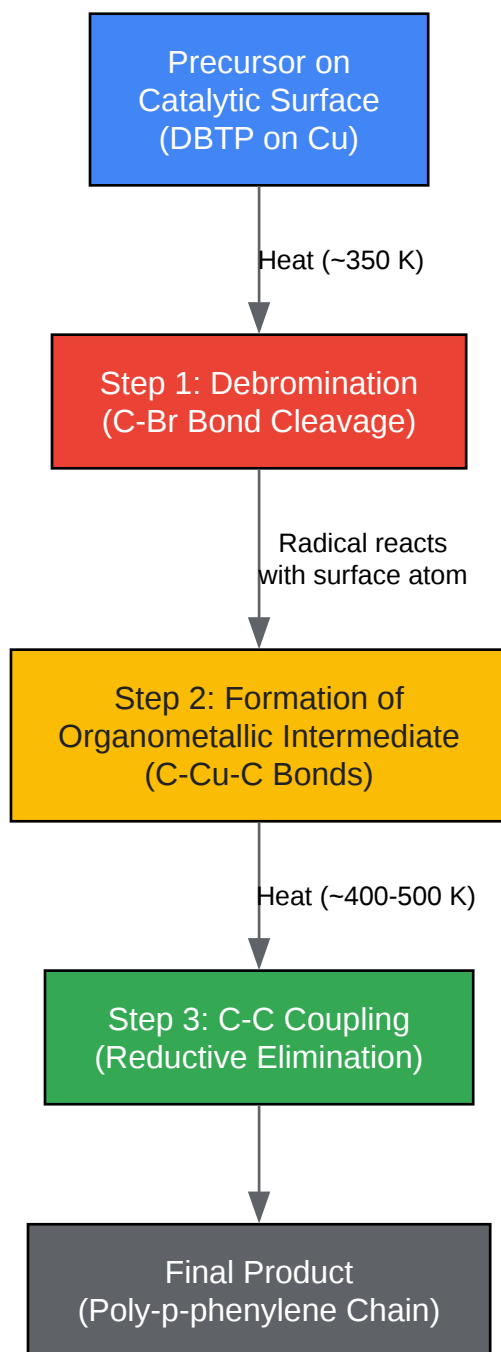 Precursor on
Catalytic Surface
(DBTP on Cu)
Heat (~350 K)
Step 1: Debromination
(C-Br Bond Cleavage)
Radical reacts
with surface atom
Step 2: Formation of
Organometallic Intermediate
(C-Cu-C Bonds)
Heat (~400-500 K)
Step 3: C-C Coupling
(Reductive Elimination)
Final Product
(Poly-p-phenylene Chain)